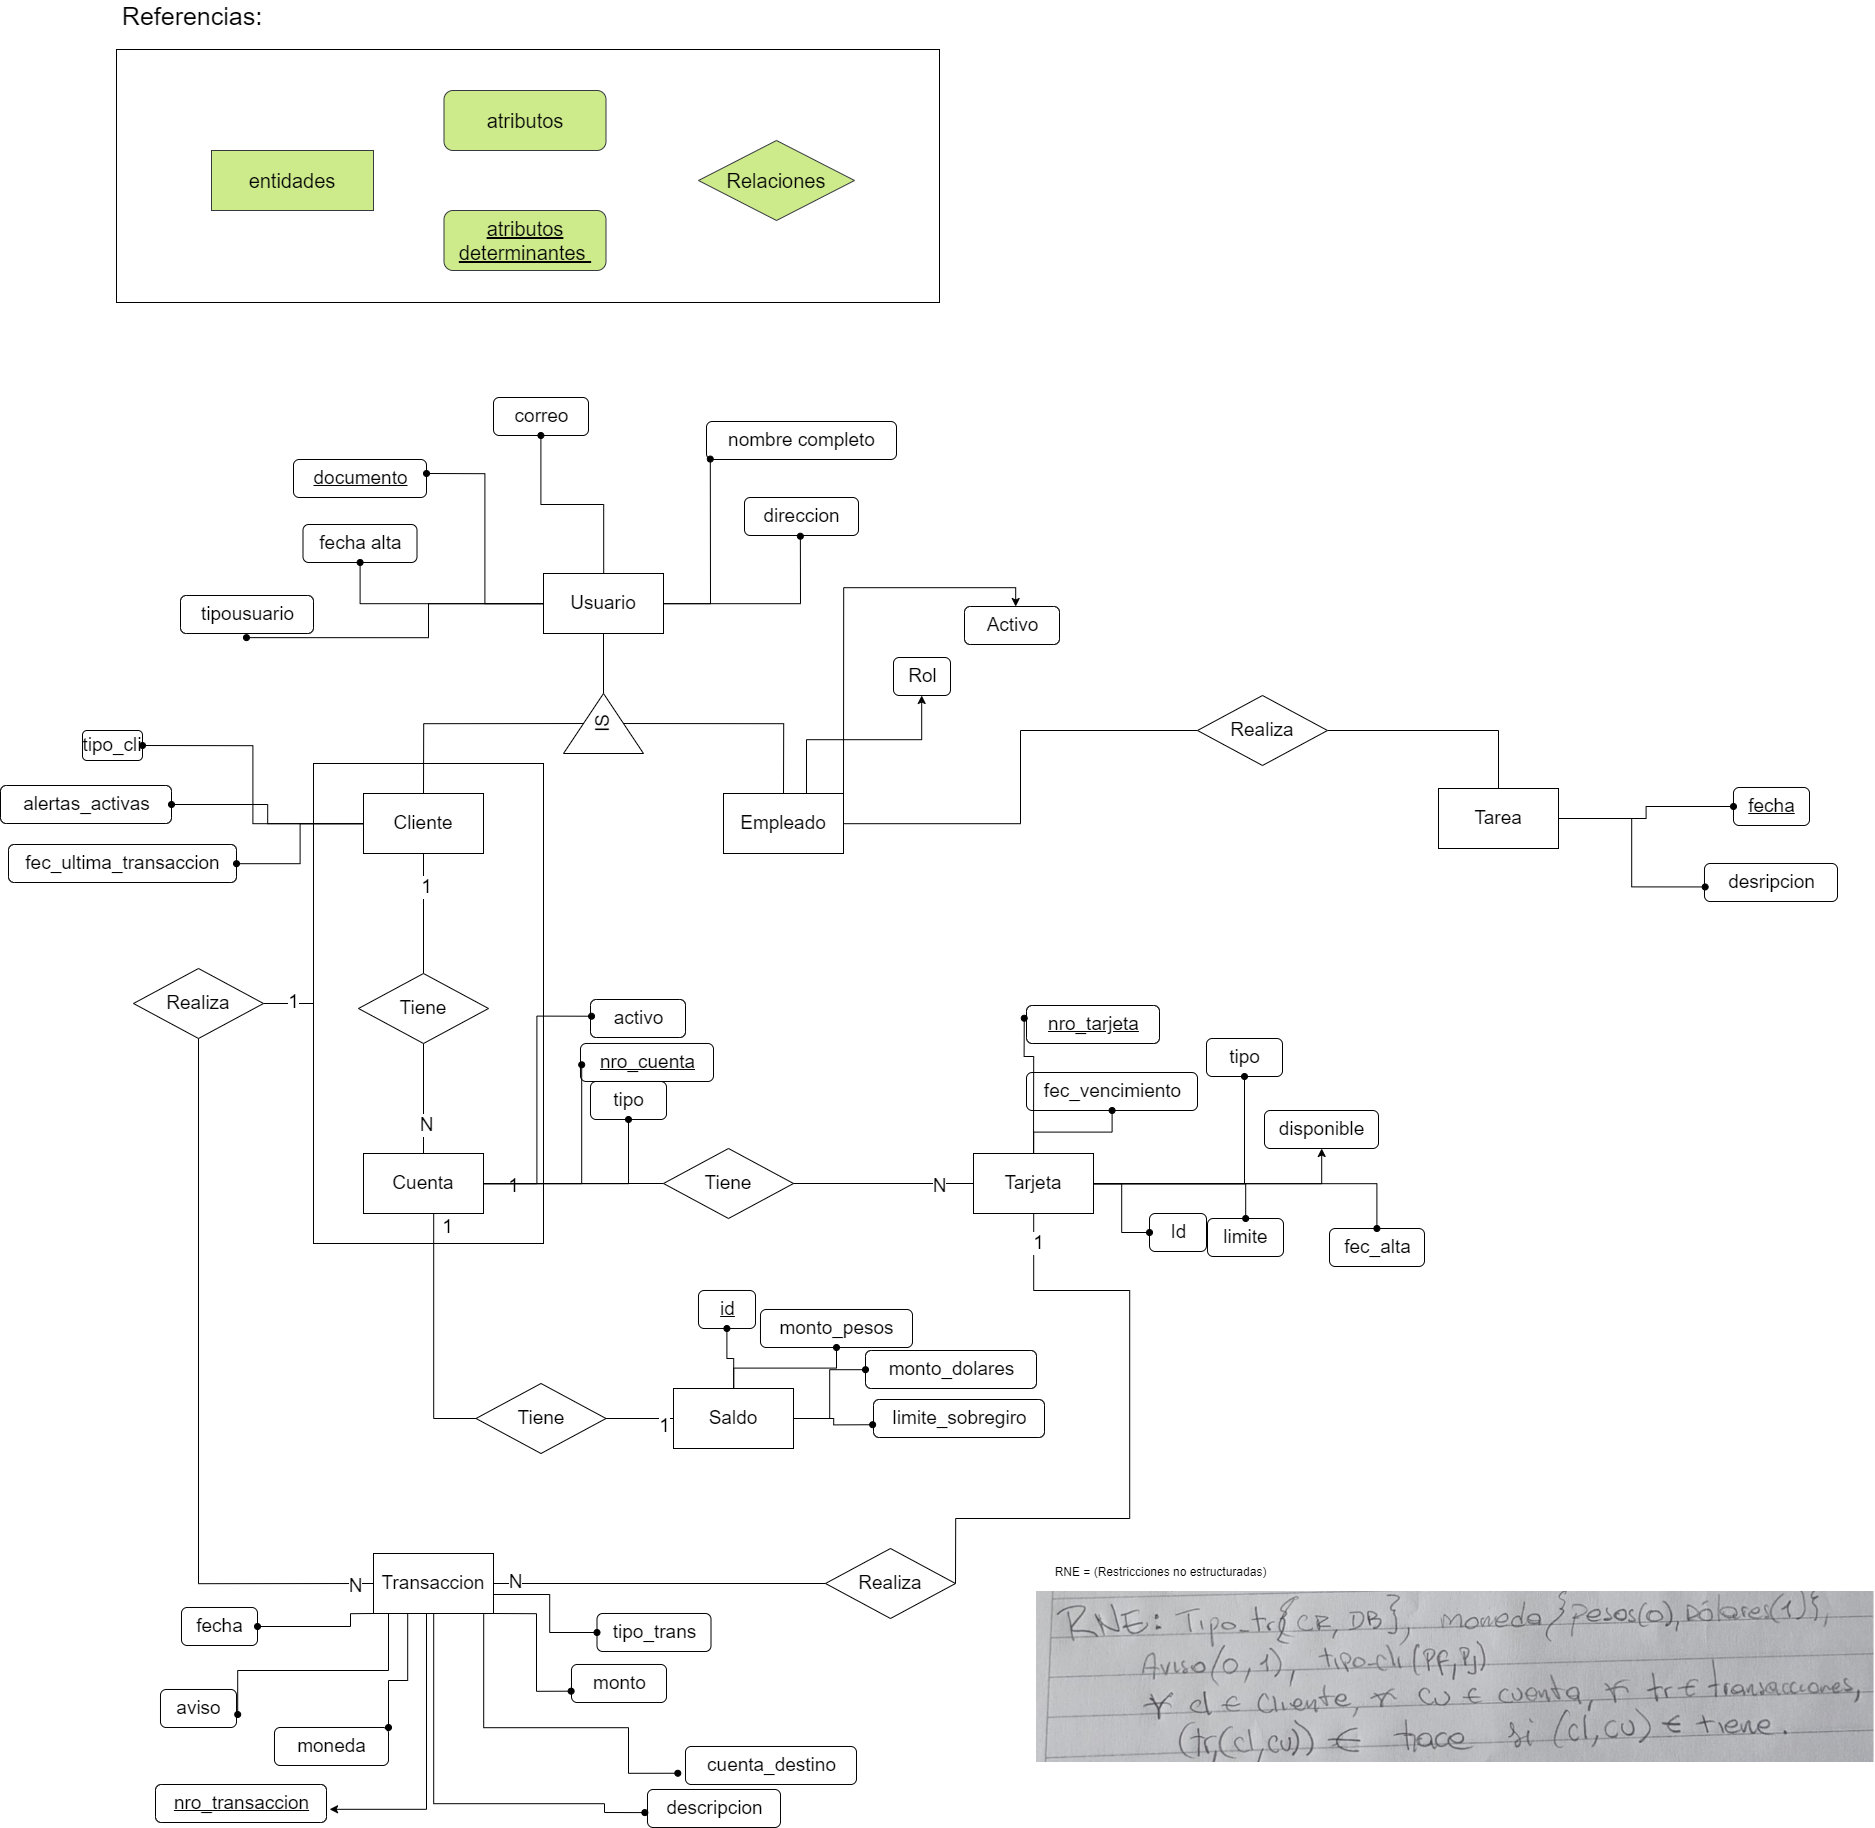 Referencias:
atributos
entidades
Relaciones
atributos
determinantes
correo
nombre completo
documento
direccion
fecha alta
Usuario
tipousuario
Activo
Rol
IS
Realiza
tipo_cli
alertas_activas
Cliente
Empleado
Tarea
fecha
fec_ultima_transaccion
desripcion
1
Realiza
1
Tiene
activo
nro_tarjeta
nro_cuenta
tipo
fec_vencimiento
tipo
N
disponible
Cuenta
1
Tiene
N
Tarjeta
1
1
Id
limite
fec_alta
id
monto_pesos
monto_dolares
Tiene
1
Saldo
limite_sobregiro
N
Transaccion
N
Realiza
RNE = (Restricciones no estructuradas)
fecha
tipo_trans
RNE: Tipo_tr{CR, DB}, moneda{pesos(0), Dólares(1)},
Aviso(0,1), tipo-cli(PF,PJ)
∀ cl ∈ Cliente, ∀ cu ∈ cuenta, ∀ tr ∈ transacciones,
(tr,(cl,cu)) ∈ hace si (cl,cu) ∈ tiene.
monto
aviso
moneda
cuenta_destino
nro_transaccion
descripcion